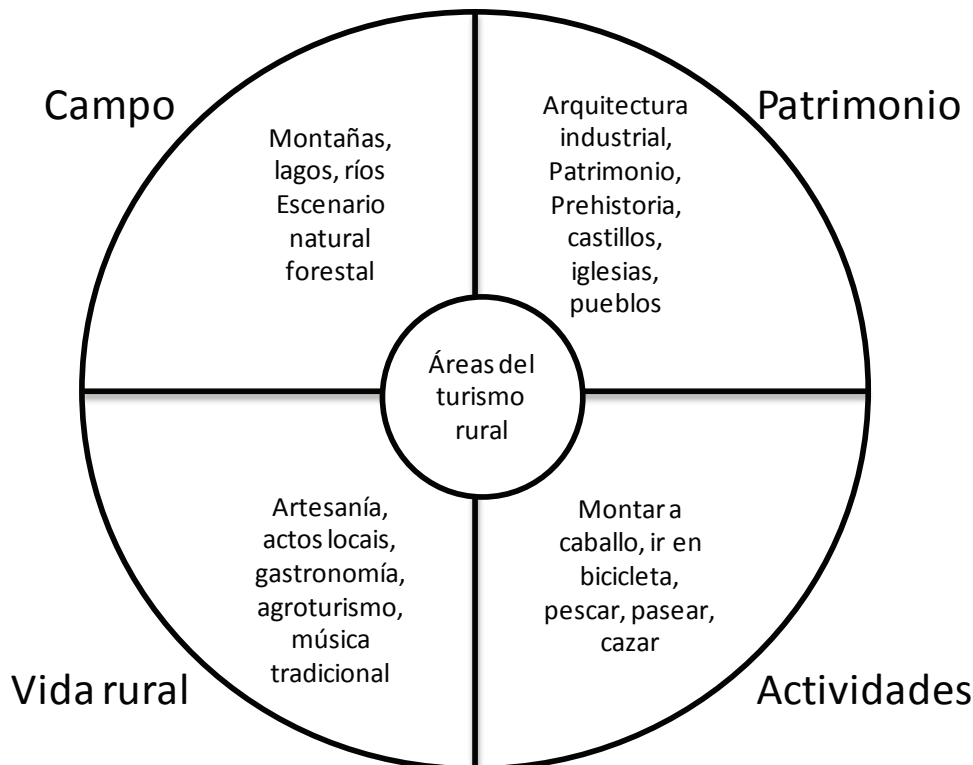 Campo
Montañas,
lagos, ríos
Escenario
natural
forestal
Patrimonio
Arquitectura
industrial,
Patrimonio,
Prehistoria,
castillos,
iglesias,
pueblos
Áreas del
turismo
rural
Vida rural
Artesanía,
actos locais,
gastronomía,
agroturismo,
música
tradicional
Actividades
Montar a
caballo, ir en
bicicleta,
pescar, pasear,
cazar